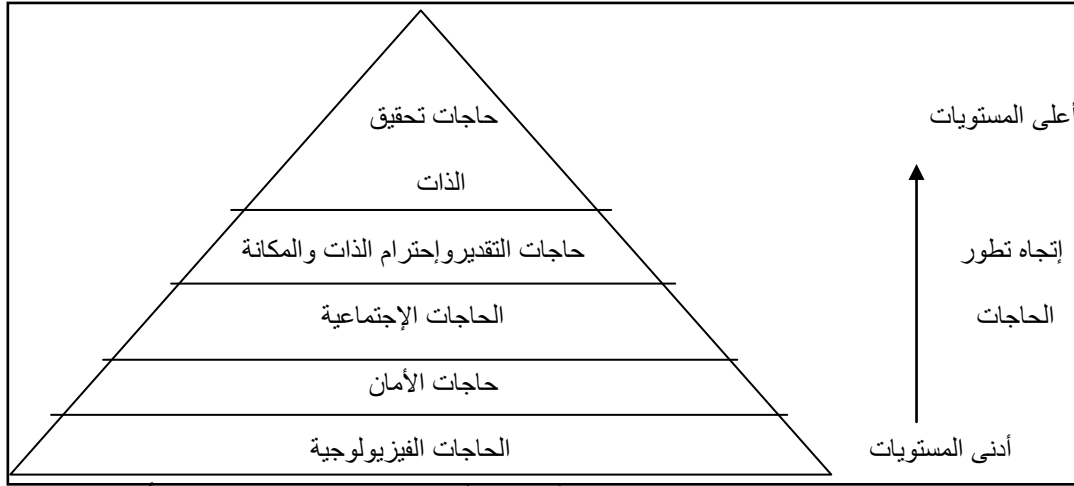 حاجات تحقيق
الذات
حاجات التقديروإحترام الذات والمكانة
الحاجات الإجتماعية
حاجات الأمان
الحاجات الفيزيولوجية
أعلى المستويات
إتجاه تطور
الحاجات
أدنى المستويات